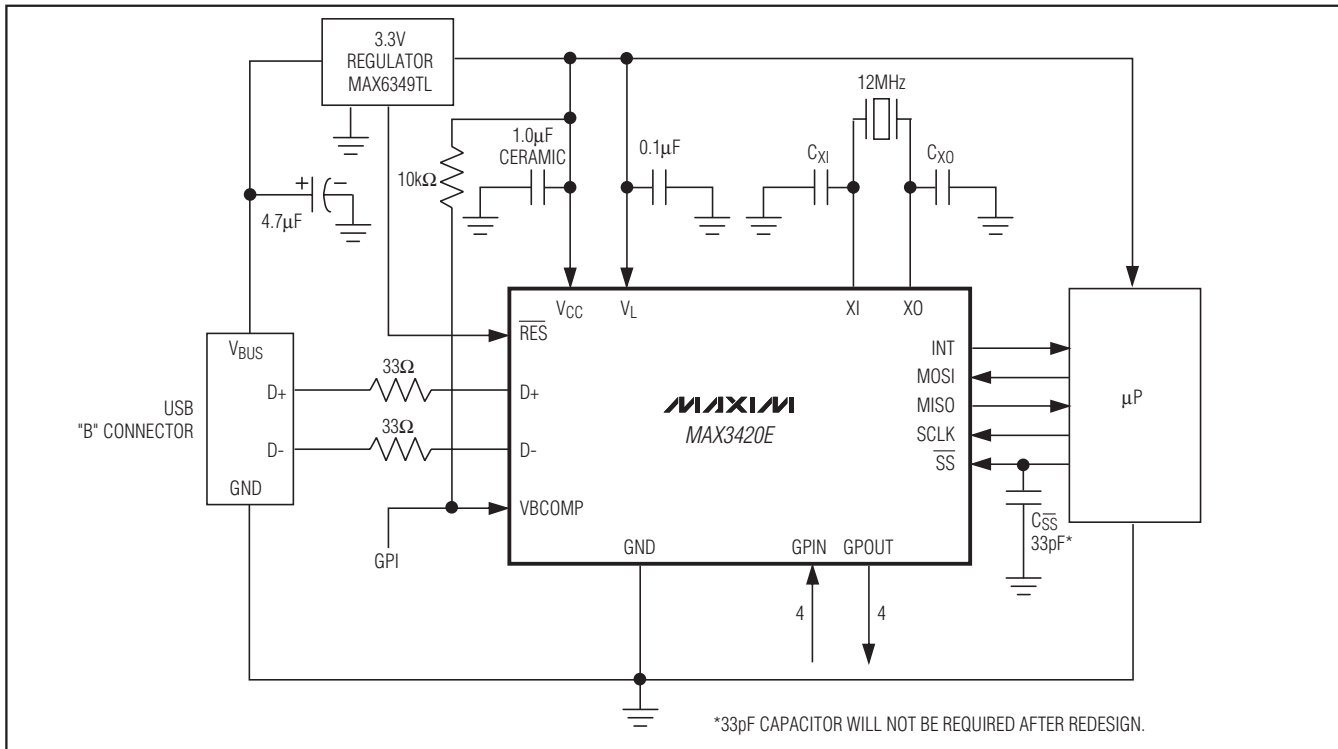 3.3V
REGULATOR
MAX6349TL
12MHz
1.0µF
CERAMIC
0.1µF
CXI
CXO
10kΩ
+
−
4.7µF
VCC
VL
XI
XO
RES
VBUS
INT
33Ω
D+
D+
MOSI
µP
USB
"B" CONNECTOR
MAXIM
MAX3420E
MISO
33Ω
SCLK
D-
D-
SS
GND
VBCOMP
CSS
33pF*
GPI
GND
GPIN
GPOUT
4
4
*33pF CAPACITOR WILL NOT BE REQUIRED AFTER REDESIGN.